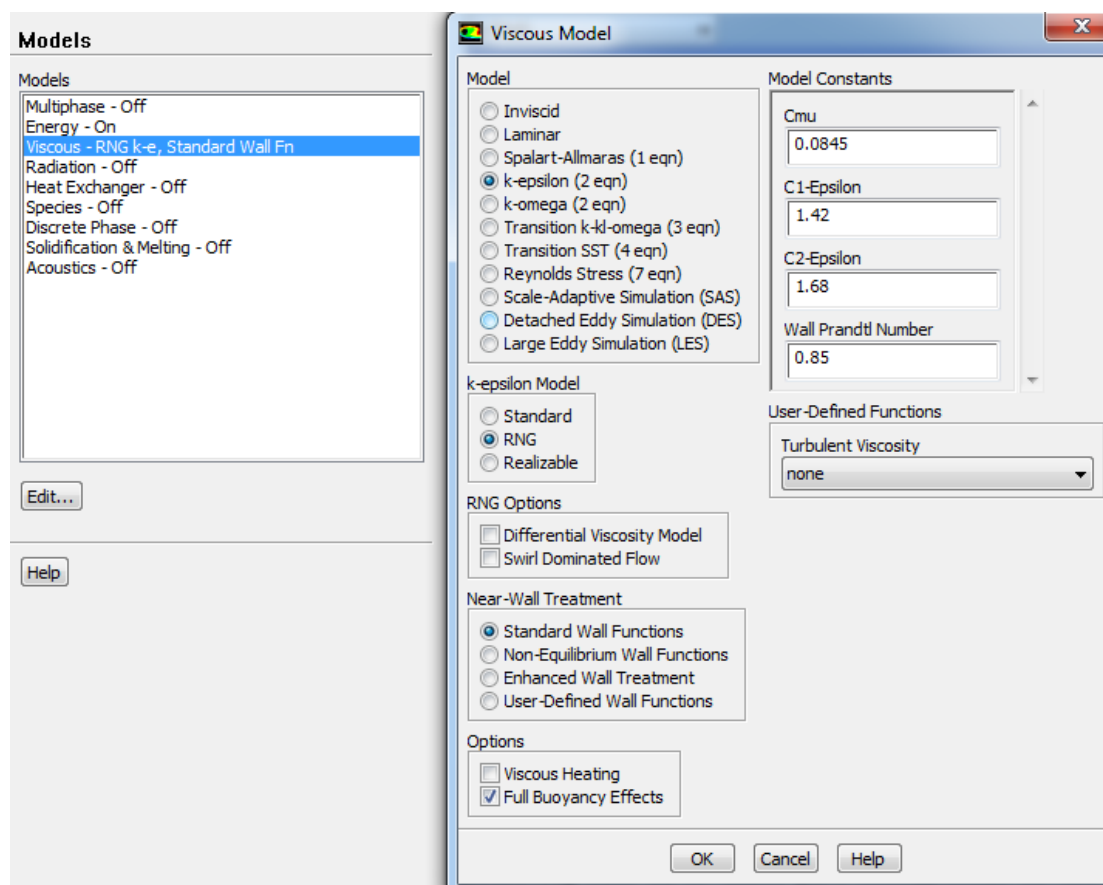 Models
Models
Multiphase - Off
Energy - On
Viscous - RNG k-e, Standard Wall Fn
Radiation - Off
Heat Exchanger - Off
Species - Off
Discrete Phase - Off
Solidification & Melting - Off
Acoustics - Off
Edit...
Help
Viscous Model
Model
Inviscid
Laminar
Spalart-Allmaras (1 eqn)
k-epsilon (2 eqn)
k-omega (2 eqn)
Transition k-kl-omega (3 eqn)
Transition SST (4 eqn)
Reynolds Stress (7 eqn)
Scale-Adaptive Simulation (SAS)
Detached Eddy Simulation (DES)
Large Eddy Simulation (LES)
k-epsilon Model
Standard
RNG
Realizable
RNG Options
Differential Viscosity Model
Swirl Dominated Flow
Near-Wall Treatment
Standard Wall Functions
Non-Equilibrium Wall Functions
Enhanced Wall Treatment
User-Defined Wall Functions
Options
Viscous Heating
Full Buoyancy Effects
Model Constants
Cmu
0.0845
C1-Epsilon
1.42
C2-Epsilon
1.68
Wall Prandtl Number
0.85
User-Defined Functions
Turbulent Viscosity
none
OK
Cancel
Help